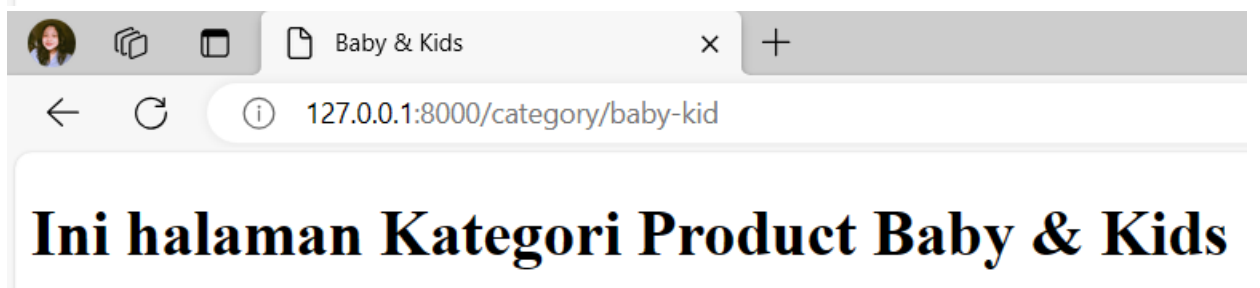 Baby & Kids
127.0.0.1:8000/category/baby-kid
Ini halaman Kategori Product Baby & Kids